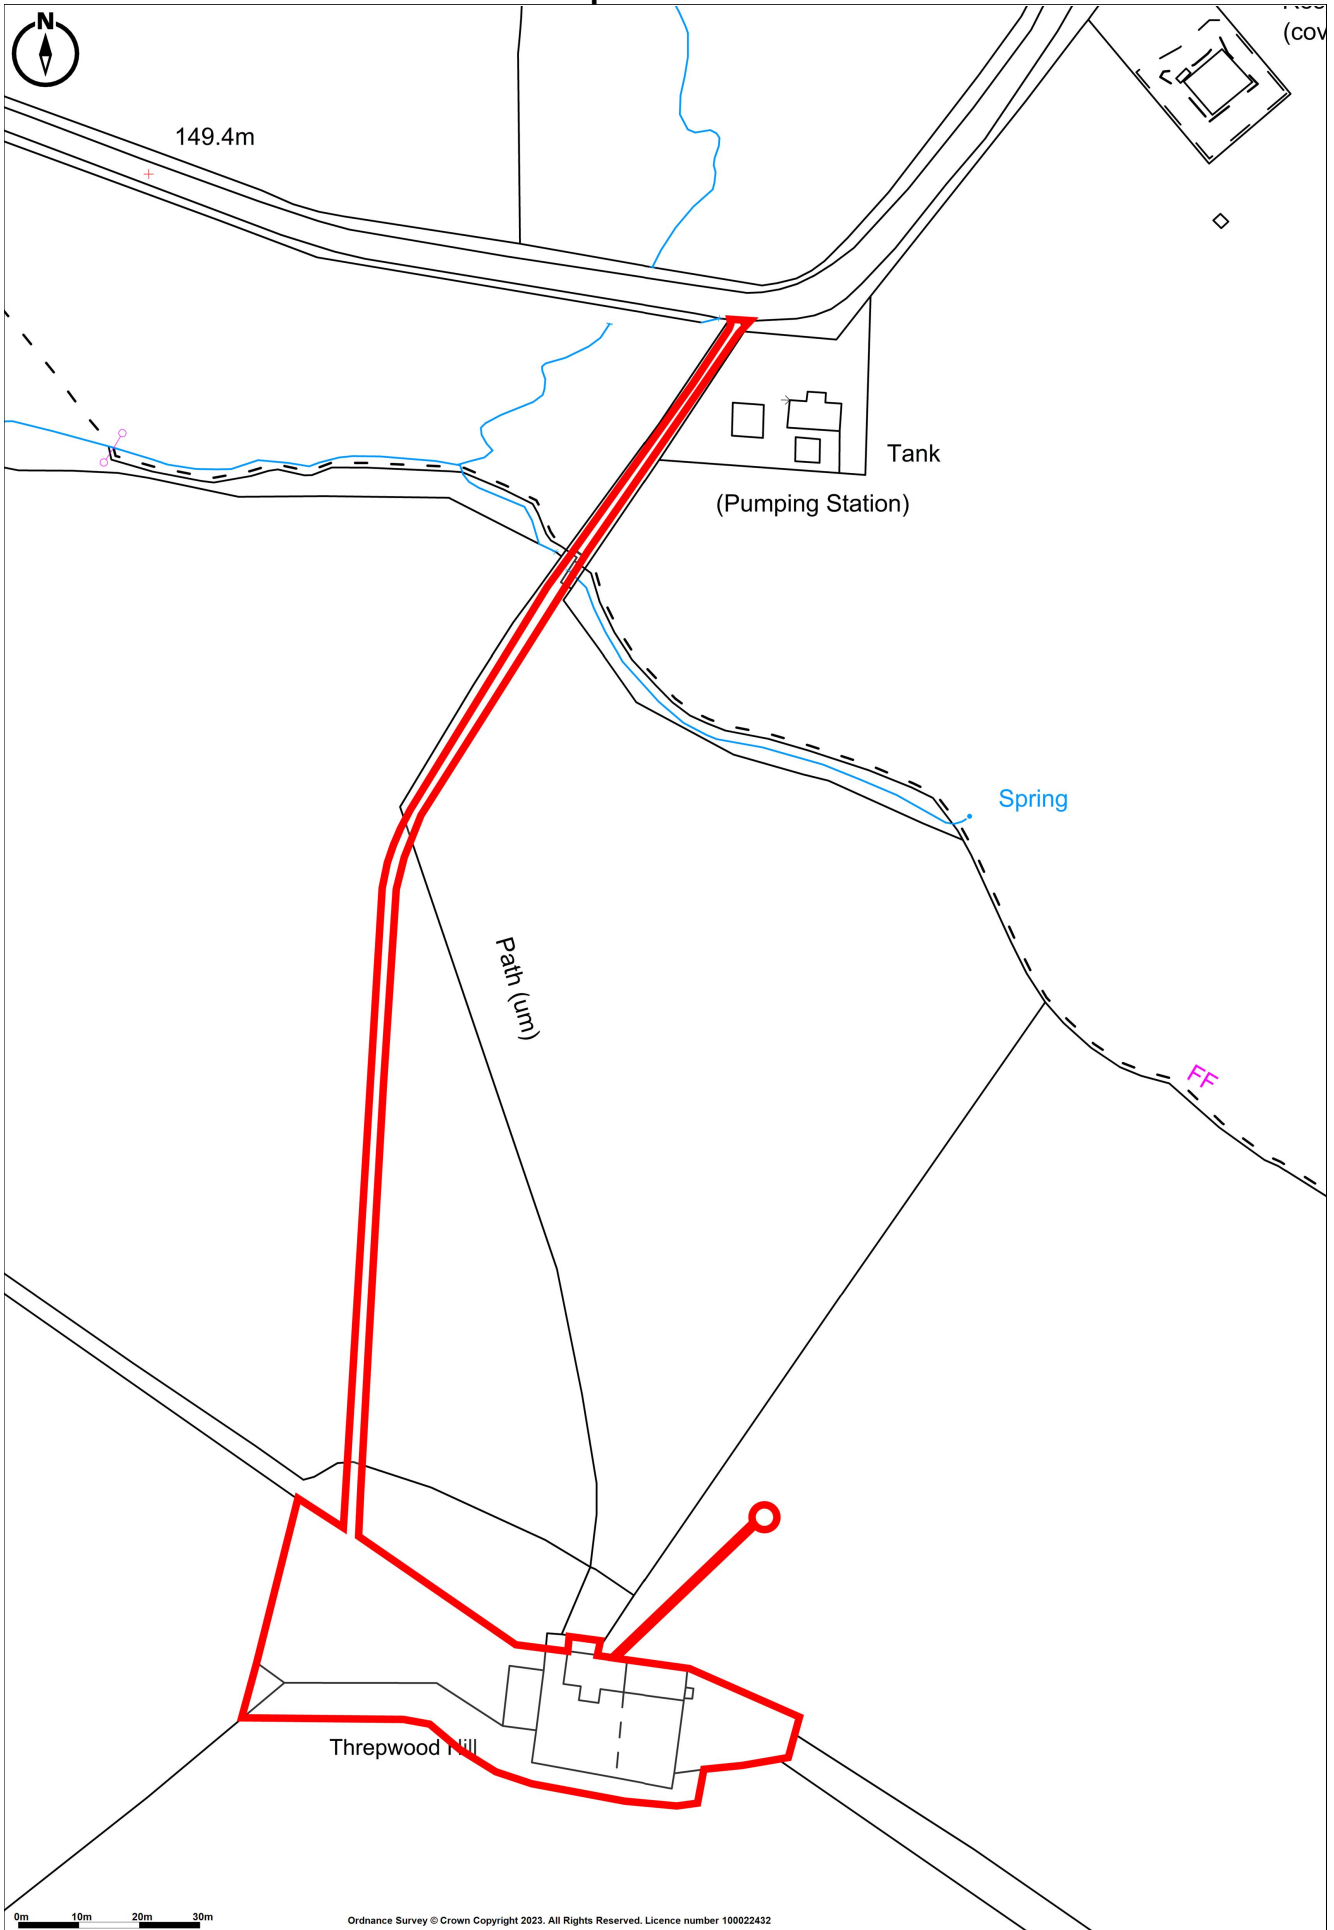 N
(cov
149.4m
Tank
(Pumping Station)
Spring
Path (um)
FF
Threpwood Hill
0m 10m 20m 30m
Ordnance Survey © Crown Copyright 2023. All Rights Reserved. Licence number 100022432